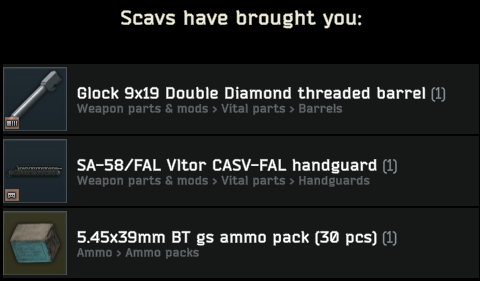 Scavs have brought you:
Glock 9x19 Double Diamond threaded barrel (1)
Weapon parts & mods > Vital parts > Barrels
SA-58/FAL Vltor CASV-FAL handguard (1)
Weapon parts & mods > Vital parts > Handguards
5.45x39mm BT gs ammo pack (30 pcs) (1)
Ammo > Ammo packs